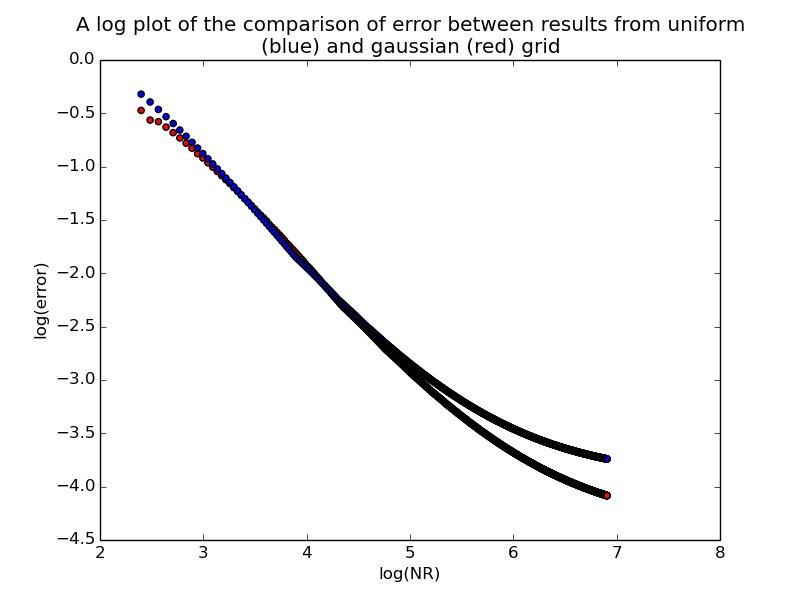 A log plot of the comparison of error between results from uniform
(blue) and gaussian (red) grid
0.0
−0.5
−1.0
−1.5
−2.0
−2.5
−3.0
−3.5
−4.0
−4.5
log(error)
2 3 4 5 6 7 8
log(NR)